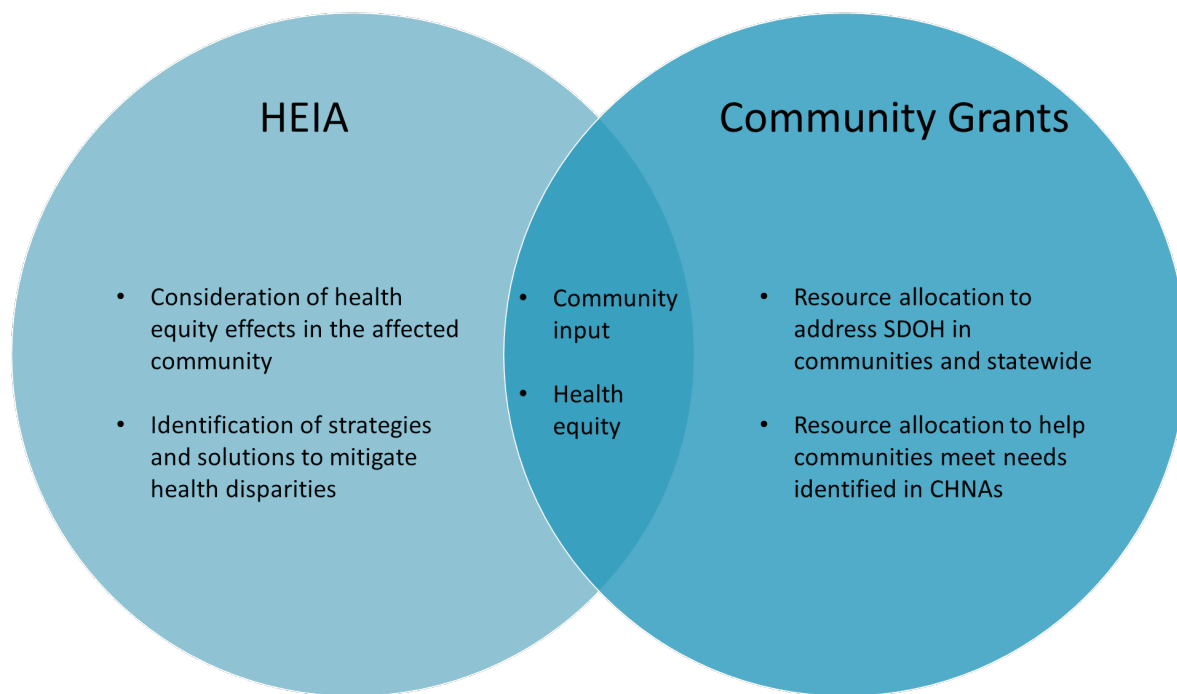 HEIA
• Consideration of health
equity effects in the affected
community
• Identification of strategies
and solutions to mitigate
health disparities
• Community
input
• Health
equity
Community Grants
• Resource allocation to
address SDOH in
communities and statewide
• Resource allocation to help
communities meet needs
identified in CHNAs